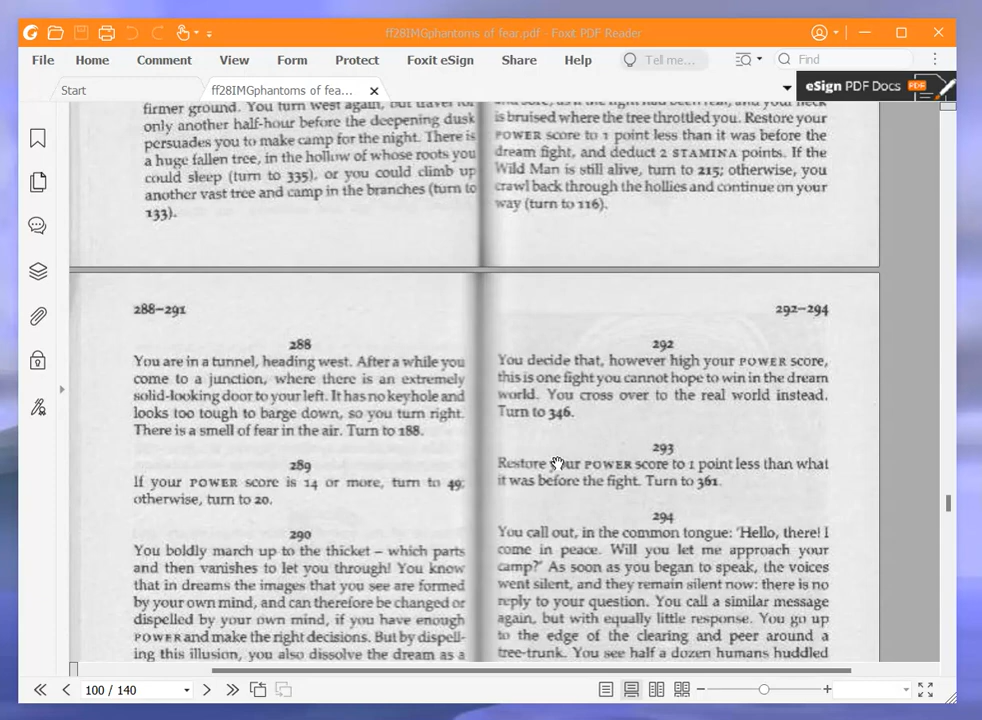 ff28IMGphantoms of fear.pdf - Foxit PDF Reader
File Home Comment View Form Protect Foxit eSign Share Help Tell me... Find
Start ff28IMGphantoms of fea... eSign PDF Docs PDF
firmer ground. You turn west again, but travel for
only another half-hour before the deepening dusk
persuades you to make camp for the night. There is
a huge fallen tree, in the hollow of whose roots you
could sleep (turn to 335), or you could climb up
another vast tree and camp in the branches (turn to
133).
is bruised where the tree throttled you. Restore your
POWER score to 1 point less than it was before the
dream fight, and deduct 2 STAMINA points. If the
Wild Man is still alive, turn to 215; otherwise, you
crawl back through the hollies and continue on your
way (turn to 116).
288–291
288
You are in a tunnel, heading west. After a while you
come to a junction, where there is an extremely
solid-looking door to your left. It has no keyhole and
looks too tough to barge down, so you turn right.
There is a smell of fear in the air. Turn to 188.
289
If your POWER score is 14 or more, turn to 49;
otherwise, turn to 20.
290
You boldly march up to the thicket – which parts
and then vanishes to let you through! You know
that in dreams the images that you see are formed
by your own mind, and can therefore be changed or
dispelled by your own mind, if you have enough
POWER and make the right decisions. But by dispell-
ing this illusion, you also dissolve the dream as a
292–294
292
You decide that, however high your POWER score,
this is one fight you cannot hope to win in the dream
world. You cross over to the real world instead.
Turn to 346.
293
Restore your POWER score to 1 point less than what
it was before the fight. Turn to 361.
294
You call out, in the common tongue: 'Hello, there! I
come in peace. Will you let me approach your
camp?' As soon as you began to speak, the voices
went silent, and they remain silent now: there is no
reply to your question. You call a similar message
again, but with equally little response. You go up
to the edge of the clearing and peer around a
tree-trunk. You see half a dozen humans huddled
100 / 140